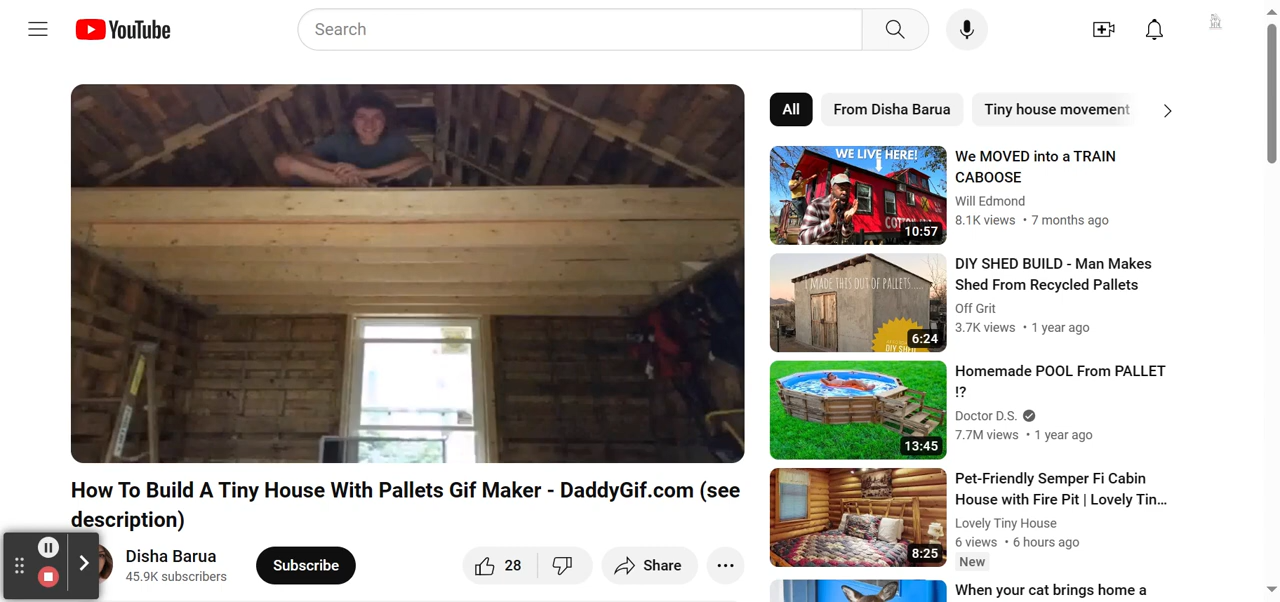 YouTube
Search
All
From Disha Barua
Tiny house movement
WE LIVE HERE!
10:57
We MOVED into a TRAIN
CABOOSE
Will Edmond
8.1K views • 7 months ago
I MADE THIS OUT OF PALLETS.....
DIY SHED
6:24
DIY SHED BUILD - Man Makes
Shed From Recycled Pallets
Off Grit
3.7K views • 1 year ago
13:45
Homemade POOL From PALLET
!?
Doctor D.S.
7.7M views • 1 year ago
8:25
Pet-Friendly Semper Fi Cabin
House with Fire Pit | Lovely Tin...
Lovely Tiny House
6 views • 6 hours ago
New
When your cat brings home a
How To Build A Tiny House With Pallets Gif Maker - DaddyGif.com (see
description)
Disha Barua
45.9K subscribers
Subscribe
28
Share